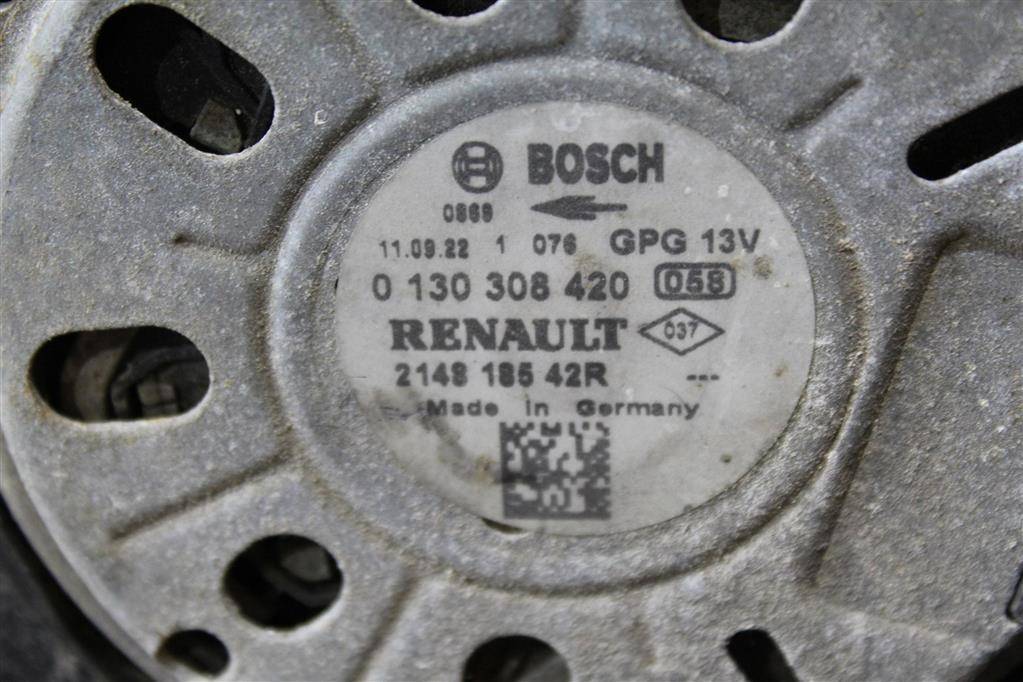 BOSCH
0869
11.09.22 1 076 GPG 13V
0 130 308 420 058
RENAULT 037
2148 185 42R ---
Made in Germany